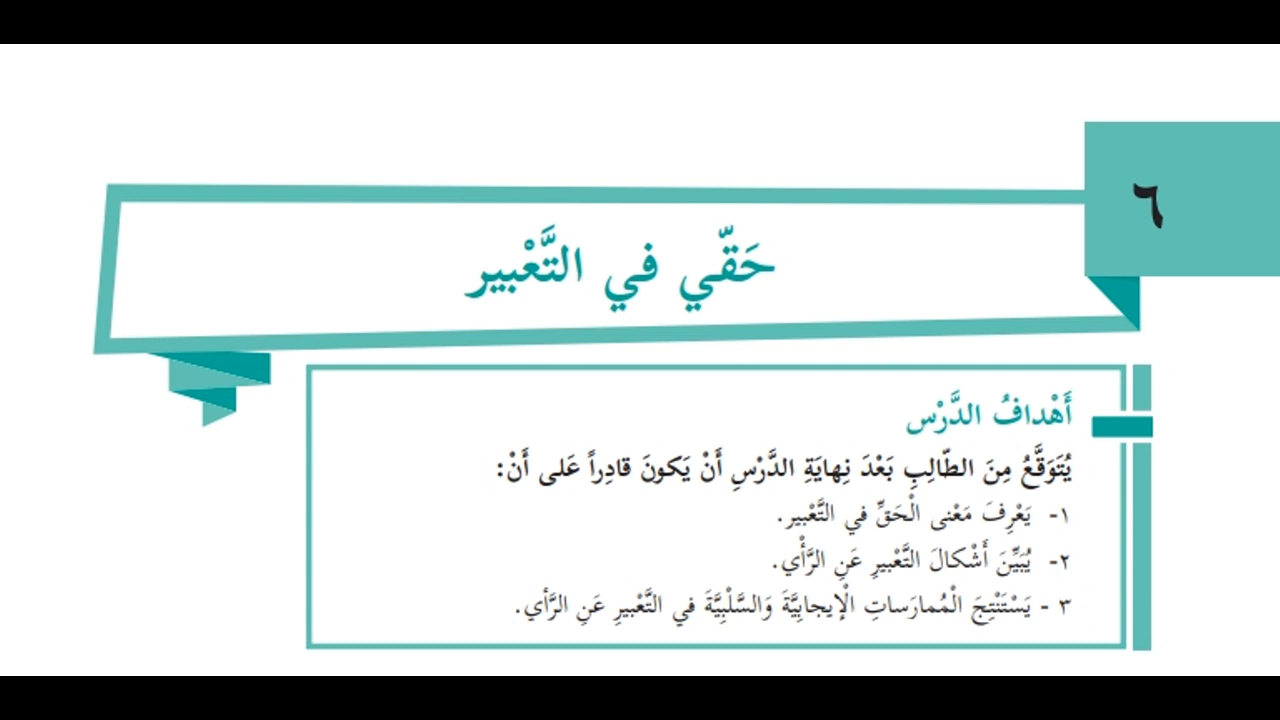 ٦
حَقّي في التَّعْبير
أَهْدافُ الدَّرْس
يُتَوَقَّعُ مِنَ الطّالِبِ بَعْدَ نِهايَةِ الدَّرْسِ أَنْ يَكونَ قادِراً عَلى أَنْ:
١- يَعْرِفَ مَعْنى الْحَقِّ في التَّعْبير.
٢- يُبَيِّنَ أَشْكالَ التَّعْبيرِ عَنِ الرَّأْي.
٣ - يَسْتَنْتِجَ الْمُمارَساتِ الْإيجابِيَّةَ وَالسَّلْبِيَّةَ في التَّعْبيرِ عَنِ الرَّأي.